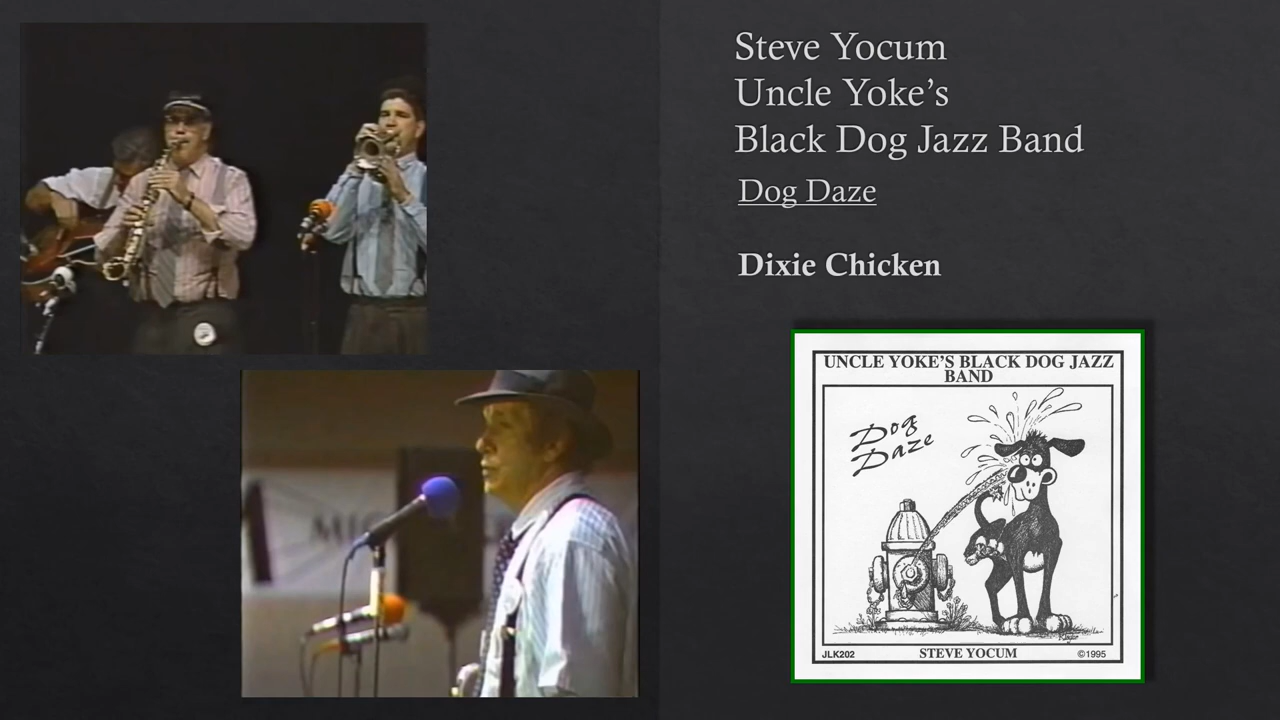 Steve Yocum
Uncle Yoke’s
Black Dog Jazz Band
Dog Daze
Dixie Chicken
UNCLE YOKE’S BLACK DOG JAZZ
BAND
Dog
Daze
JLK202
STEVE YOCUM
©1995